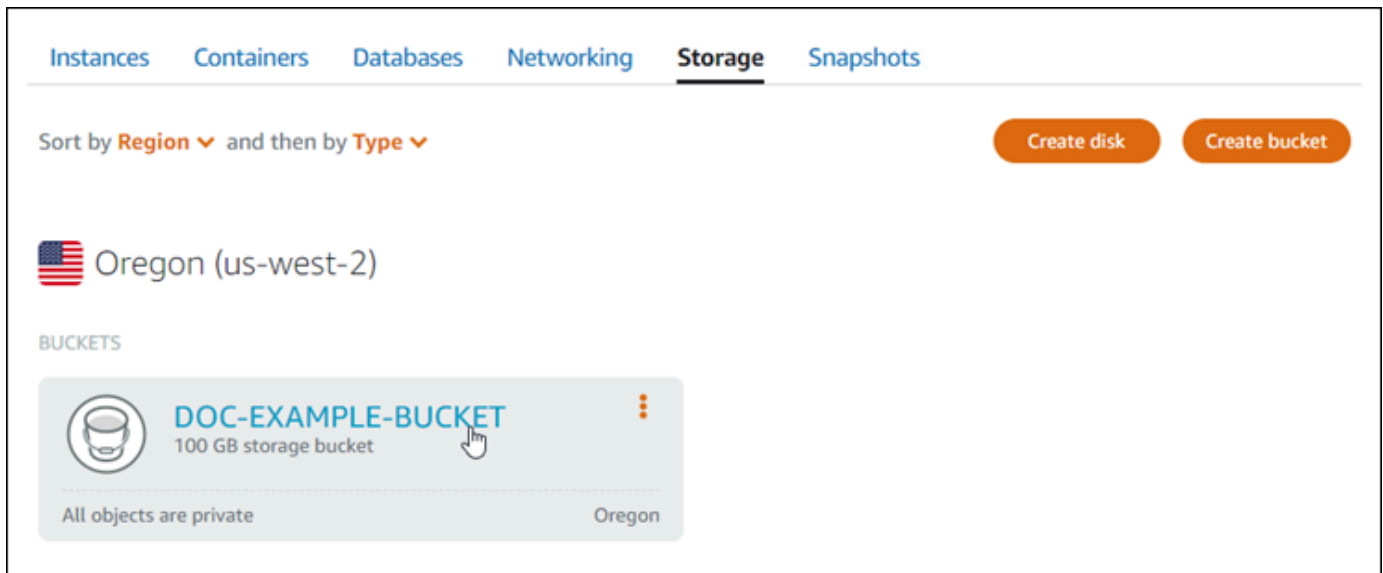 Instances Containers Databases Networking Storage Snapshots
Sort by Region and then by Type Create disk Create bucket
Oregon (us-west-2)
BUCKETS
DOC-EXAMPLE-BUCKET
100 GB storage bucket
All objects are private Oregon